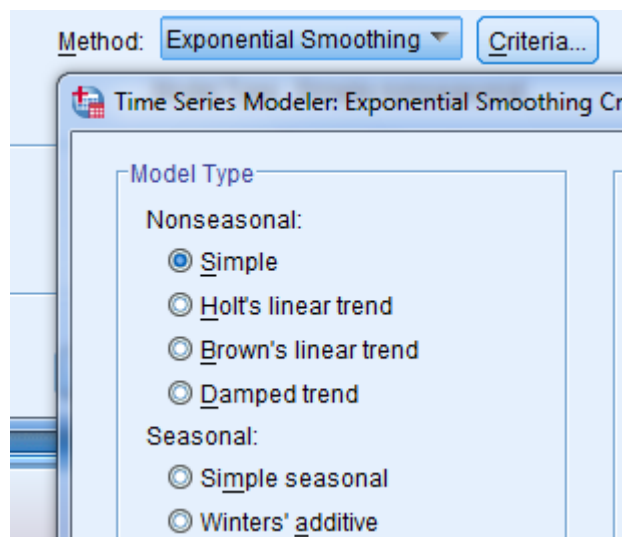 Method: Exponential Smoothing Criteria...
Time Series Modeler: Exponential Smoothing Cr
Model Type
Nonseasonal:
Simple
Holt's linear trend
Brown's linear trend
Damped trend
Seasonal:
Simple seasonal
Winters' additive